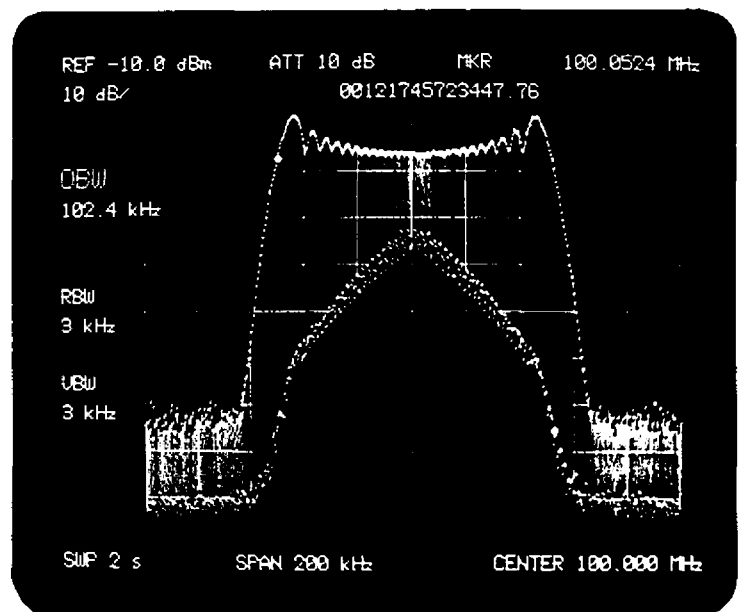 REF -10.0 dBm ATT 10 dB MKR 100.0524 MHz
10 dB/ 00121745723447.76
OBW
102.4 kHz
RBW
3 kHz
VBW
3 kHz
SWP 2 s SPAN 200 kHz CENTER 100.000 MHz